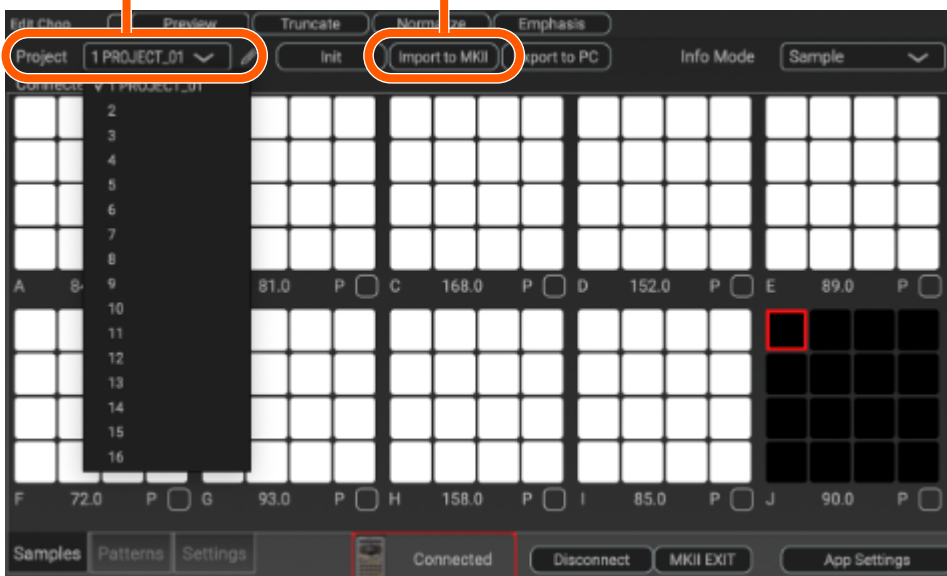 Edit Chop Preview Truncate Normalize Emphasis
Project 1 PROJECT_01 Init Import to MKII Export to PC Info Mode Sample
1 PROJECT_01
2
3
4
5
6
7
8
9
10
11
12
13
14
15
16
A 81.0 P C 168.0 P D 152.0 P E 89.0 P
F 72.0 P G 93.0 P H 158.0 P I 85.0 P J 90.0 P
Samples Patterns Settings Connected Disconnect MKII EXIT App Settings